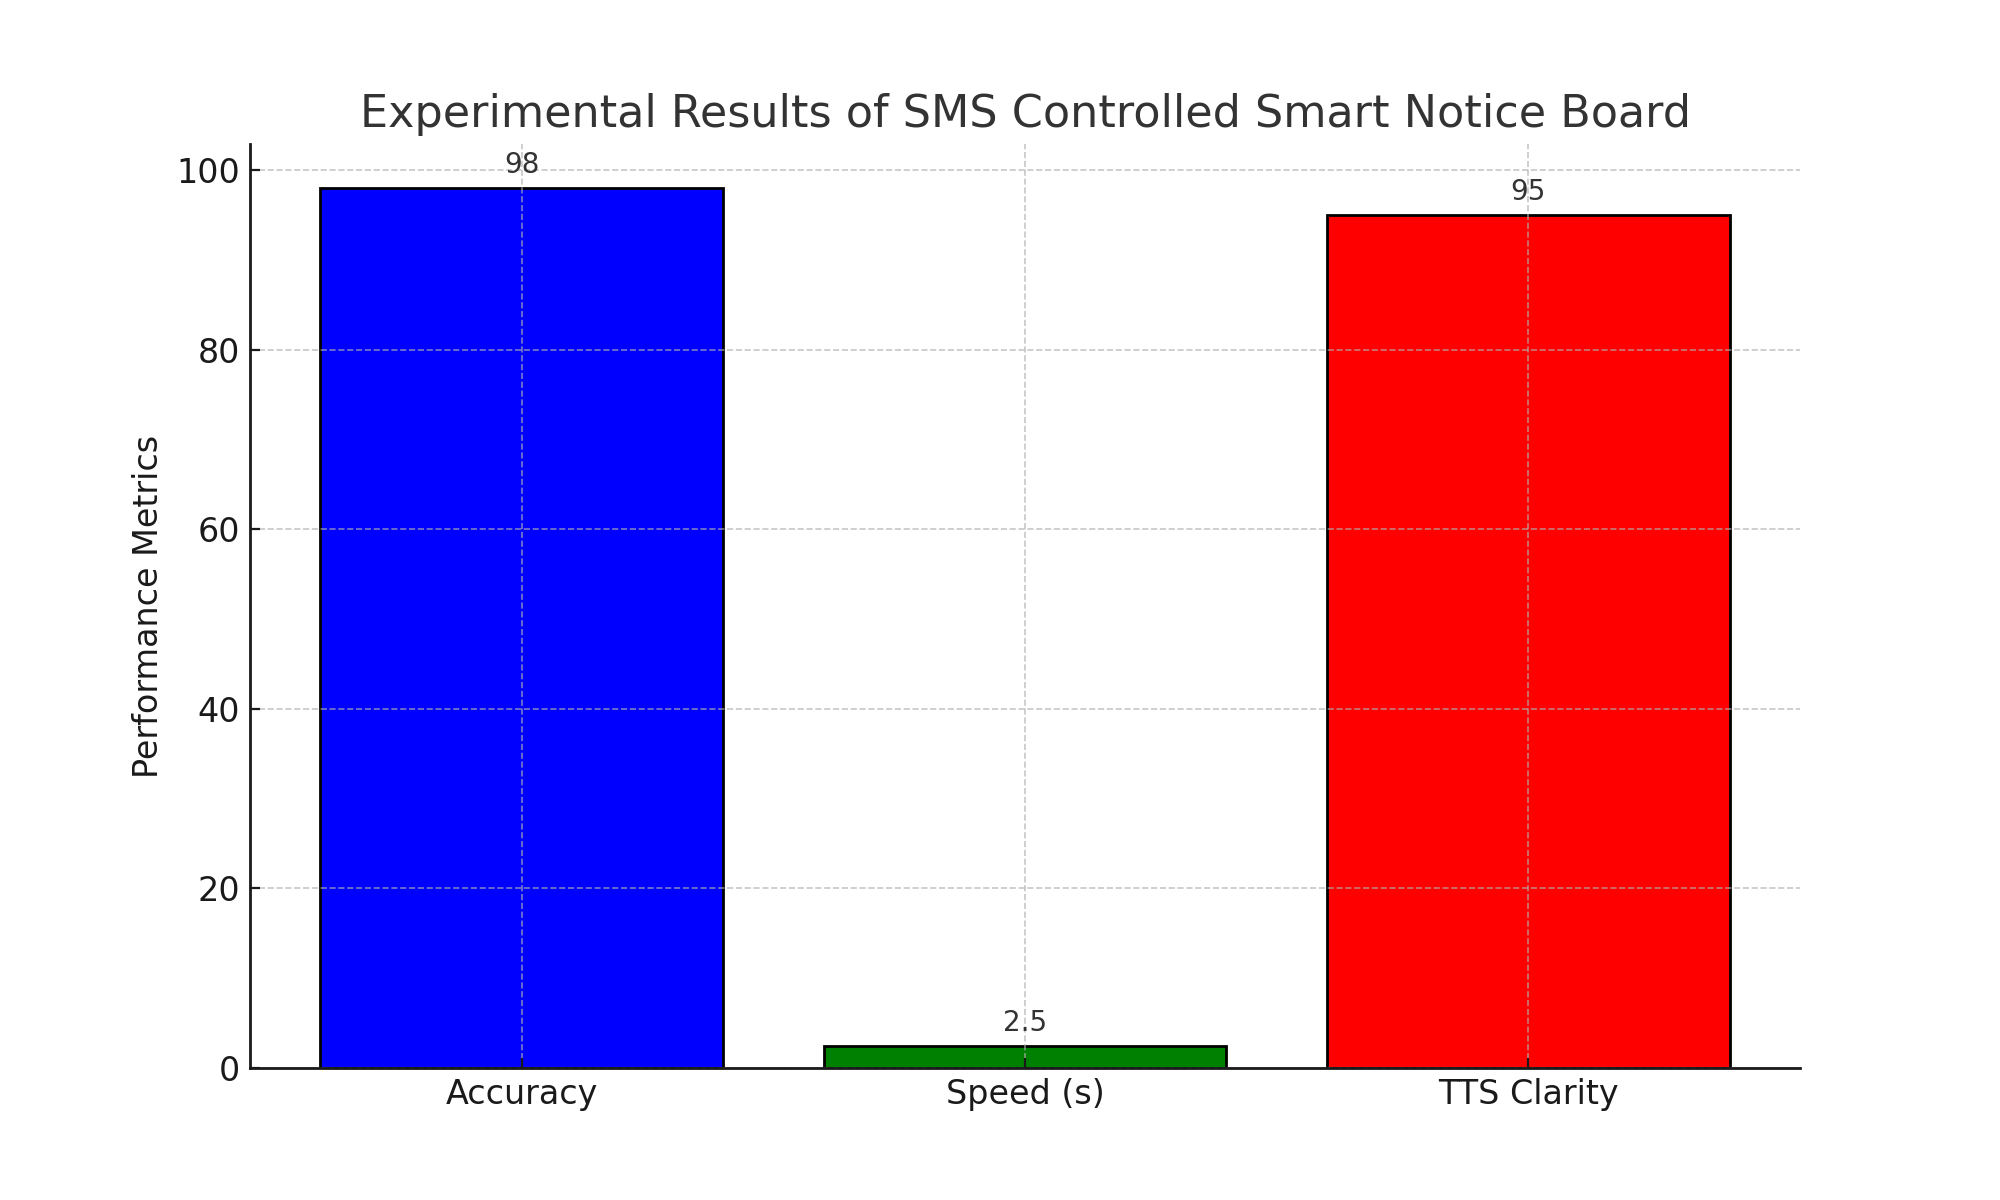 Experimental Results of SMS Controlled Smart Notice Board
Performance Metrics
100
80
60
40
20
0
98
2.5
95
Accuracy
Speed (s)
TTS Clarity